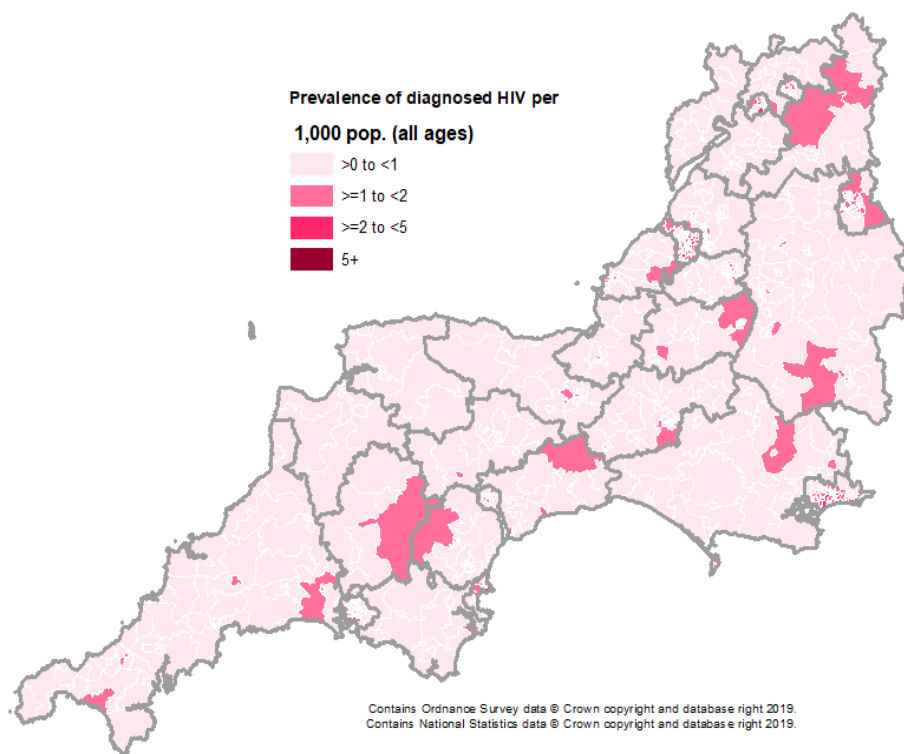 Prevalence of diagnosed HIV per
1,000 pop. (all ages)
>0 to <1
>=1 to <2
>=2 to <5
5+
Contains Ordnance Survey data © Crown copyright and database right 2019.
Contains National Statistics data © Crown copyright and database right 2019.